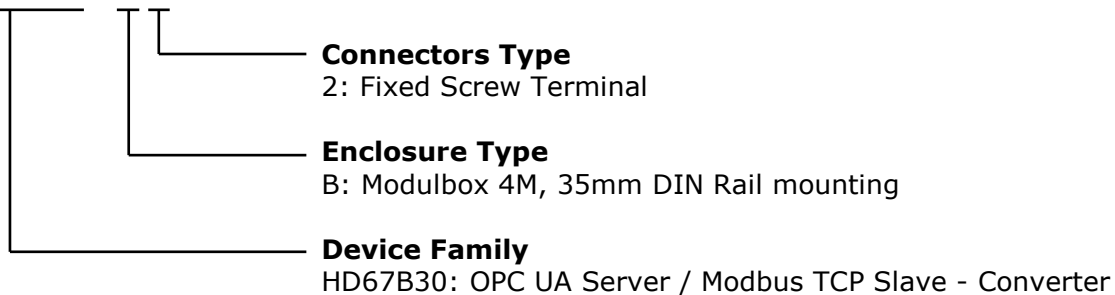 Connectors Type
2: Fixed Screw Terminal
Enclosure Type
B: Modulbox 4M, 35mm DIN Rail mounting
Device Family
HD67B30: OPC UA Server / Modbus TCP Slave - Converter